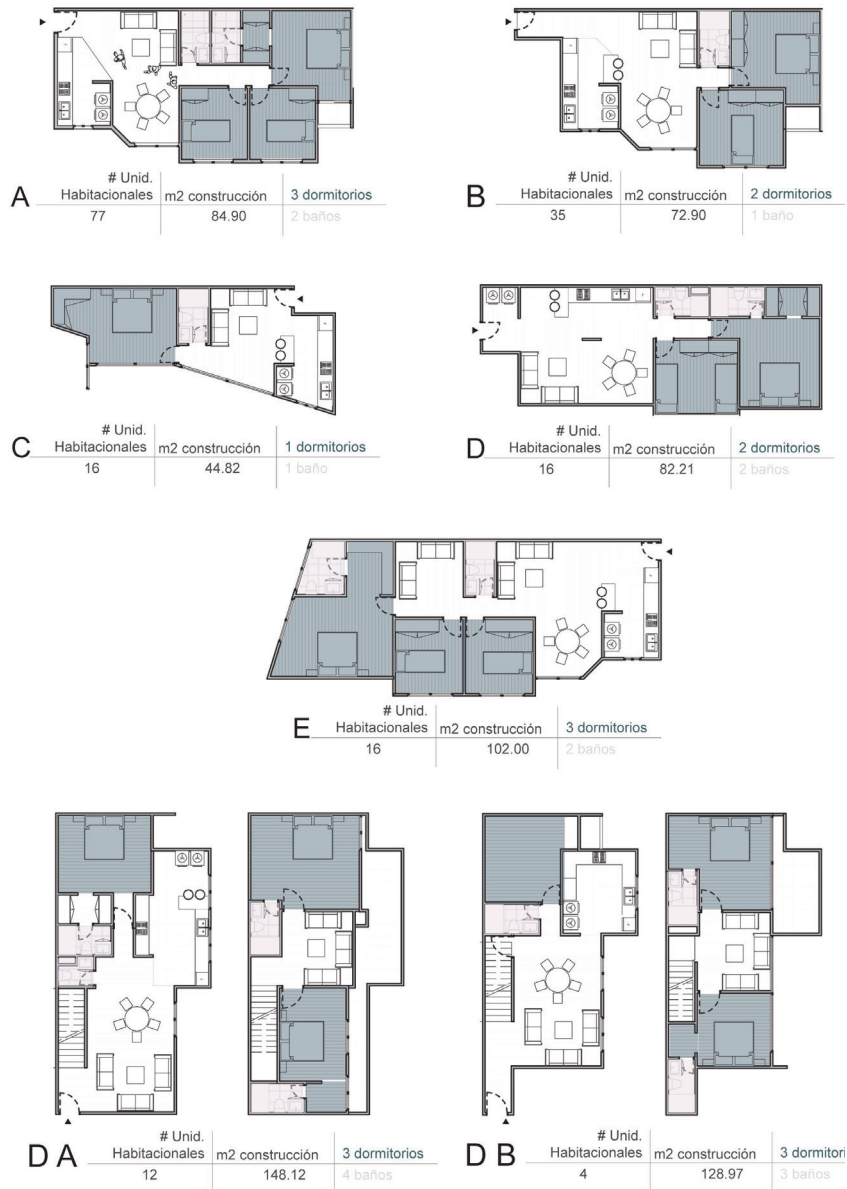 A
# Unid.
Habitacionales m2 construcción 3 dormitorios
77 84.90 2 baños
B
# Unid.
Habitacionales m2 construcción 2 dormitorios
35 72.90 1 baño
C
# Unid.
Habitacionales m2 construcción 1 dormitorios
16 44.82 1 baño
D
# Unid.
Habitacionales m2 construcción 2 dormitorios
16 82.21 2 baños
E
# Unid.
Habitacionales m2 construcción 3 dormitorios
16 102.00 2 baños
D A
# Unid.
Habitacionales m2 construcción 3 dormitorios
12 148.12 4 baños
D B
# Unid.
Habitacionales m2 construcción 3 dormitori
4 128.97 3 baños